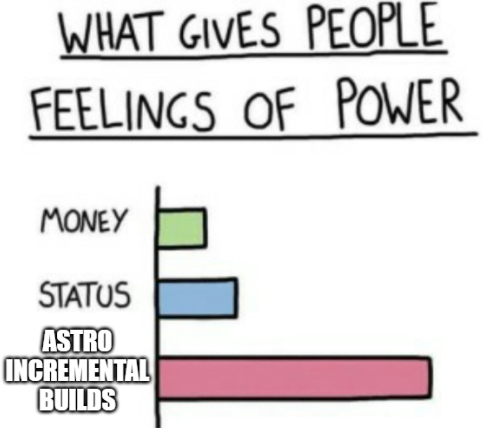 WHAT GIVES PEOPLE
FEELINGS OF POWER
MONEY
STATUS
ASTRO
INCREMENTAL
BUILDS